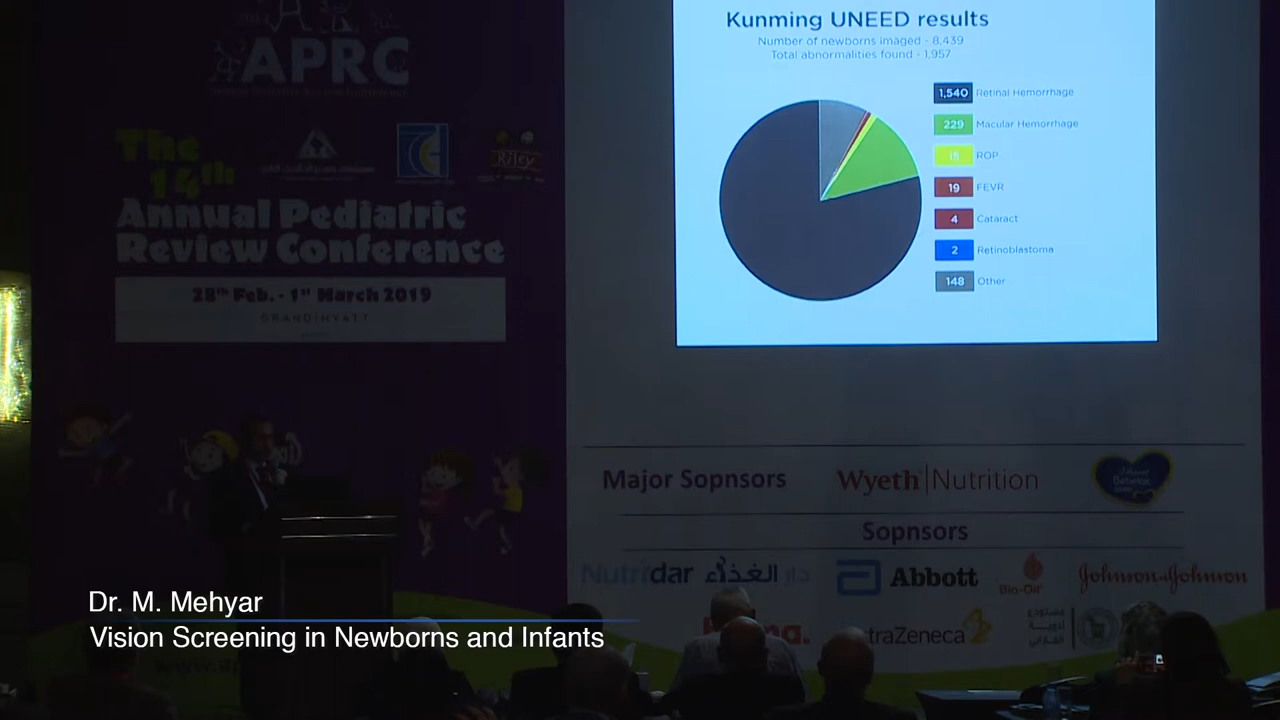 Kunming UNEED results
Number of newborns imaged - 8,439
Total abnormalities found - 1,957
1,540 Retinal Hemorrhage
229 Macular Hemorrhage
15 ROP
19 FEVR
4 Cataract
2 Retinoblastoma
148 Other
APRC
The
14th
Riley
Annual Pediatric
Review Conference
28th Feb. - 1st March 2019
GRAND HYATT
Major Sopnsors
Wyeth Nutrition
Sopnsors
Nutridar دار الغذاء
Abbott
Bio-Oil
Johnson & Johnson
traZeneca
Dr. M. Mehyar
Vision Screening in Newborns and Infants